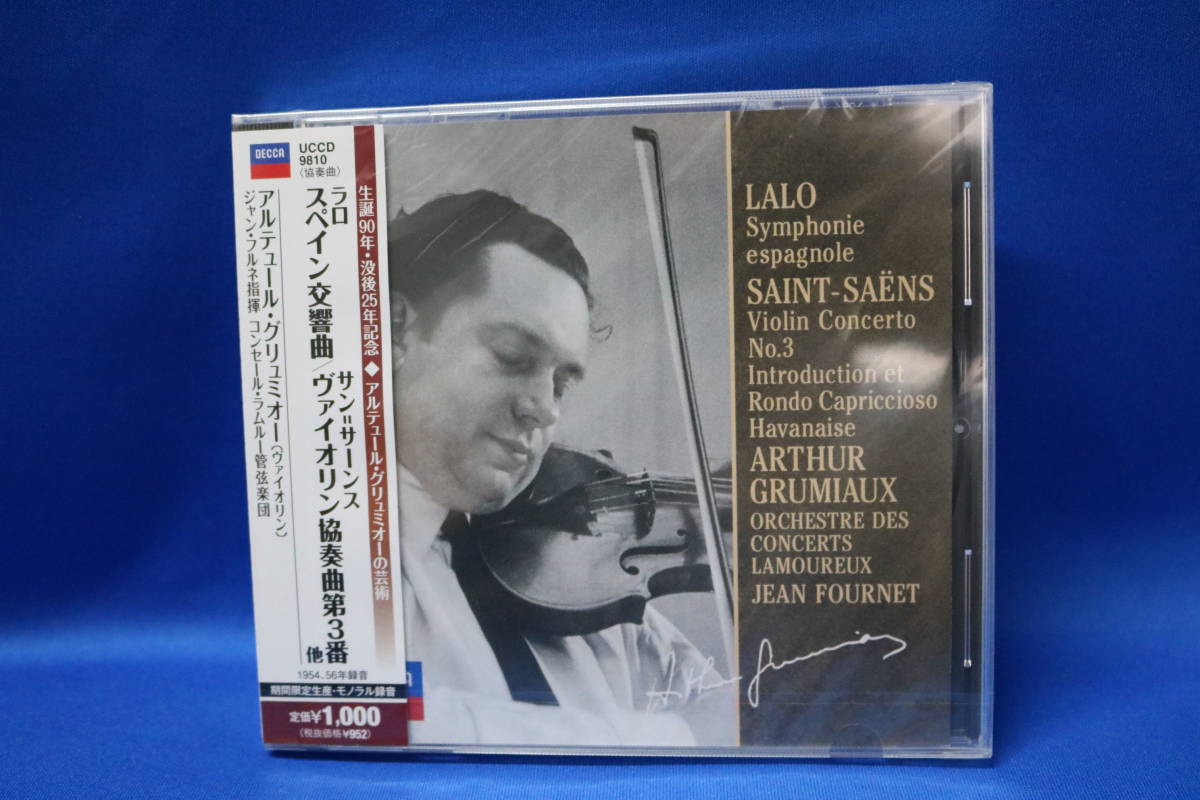 DECCA
UCCD
9810
〈協奏曲〉
生誕90年・没後25年記念◆アルテュール・グリュミオーの芸術
ラロ
スペイン交響曲/
サン=サーンス
ヴァイオリン協奏曲第3番
他
アルテュール・グリュミオー(ヴァイオリン)
ジャン・フルネ指揮 コンセール・ラムルー管弦楽団
1954、56年録音
期間限定生産・モノラル録音
定価¥1,000
(税抜価格¥952)
LALO
Symphonie
espagnole
SAINT-SAËNS
Violin Concerto
No.3
Introduction et
Rondo Capriccioso
Havanaise
ARTHUR
GRUMIAUX
ORCHESTRE DES
CONCERTS
LAMOUREUX
JEAN FOURNET
Arthur Grumiaux